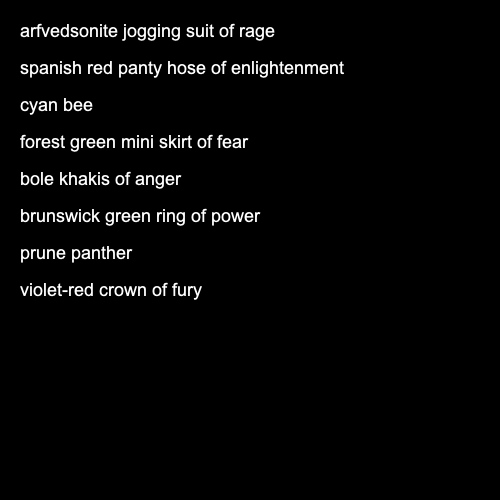 arfvedsonite jogging suit of rage
spanish red panty hose of enlightenment
cyan bee
forest green mini skirt of fear
bole khakis of anger
brunswick green ring of power
prune panther
violet-red crown of fury